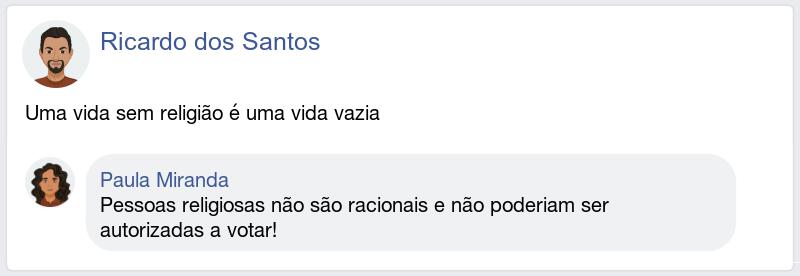 Ricardo dos Santos
Uma vida sem religião é uma vida vazia
Paula Miranda
Pessoas religiosas não são racionais e não poderiam ser
autorizadas a votar!